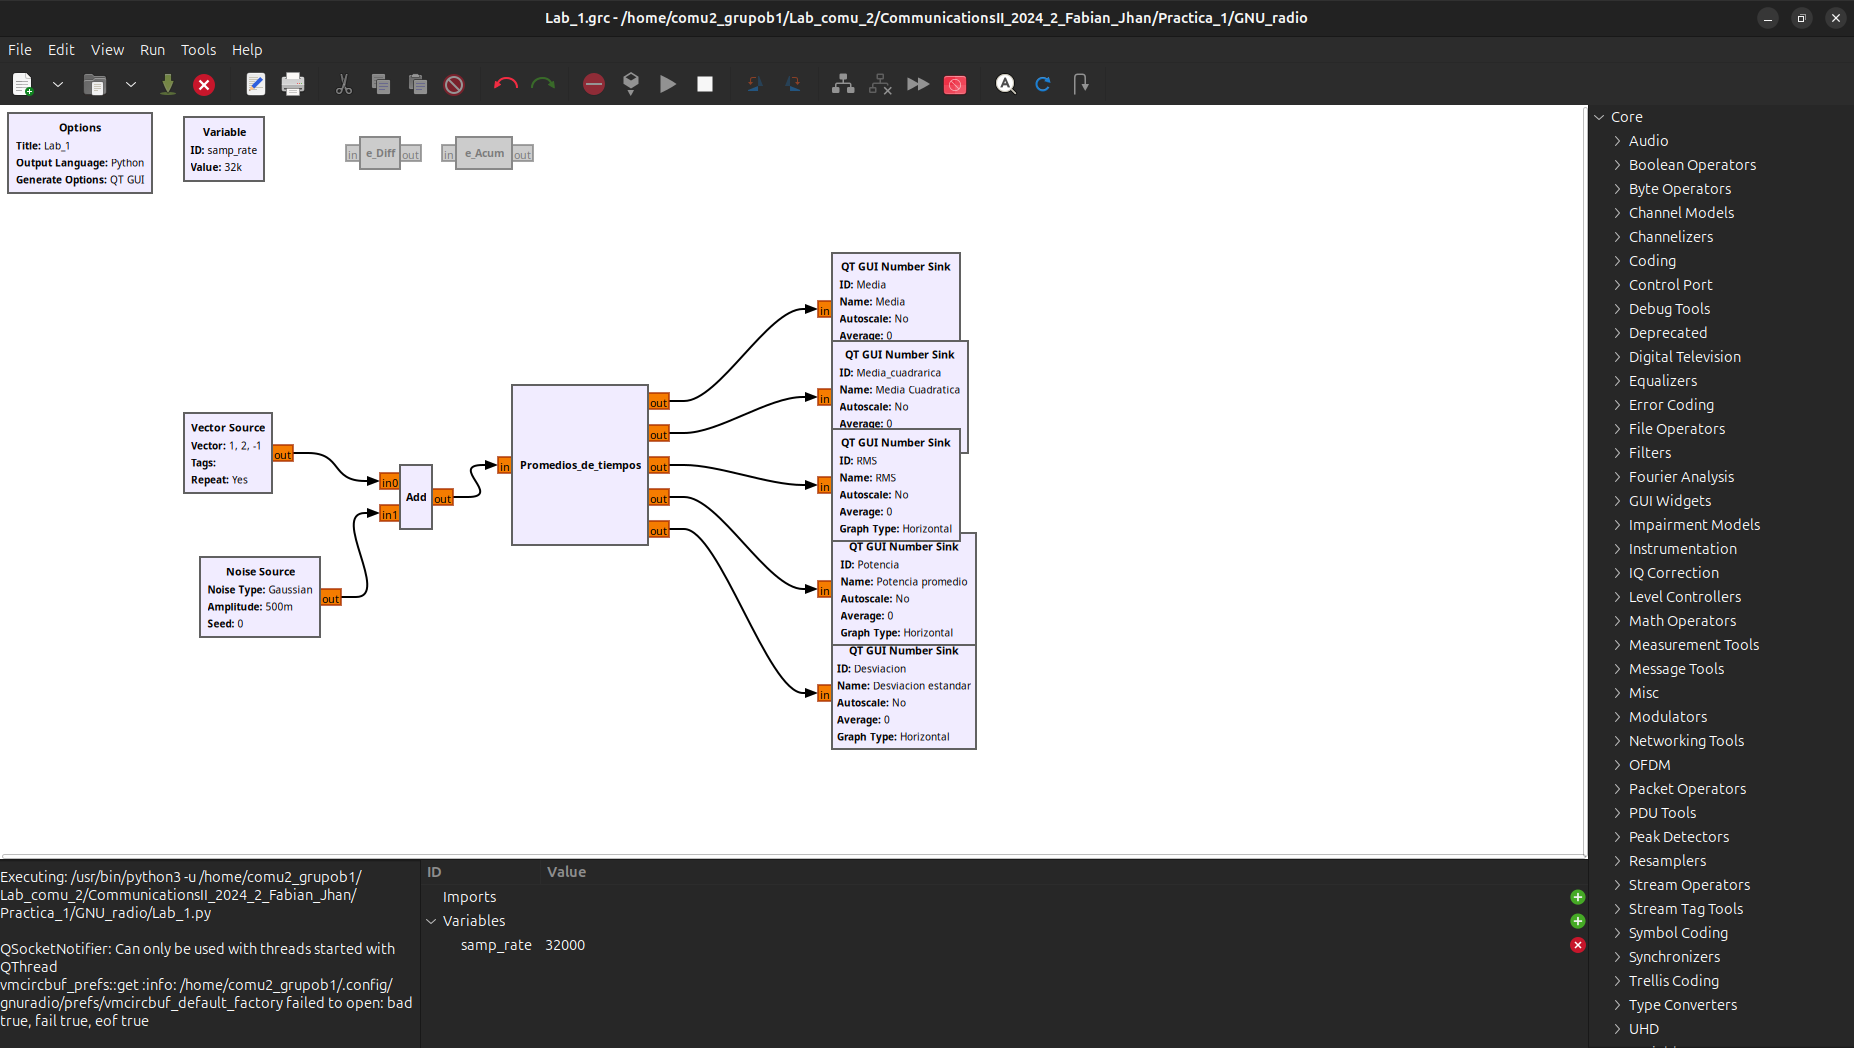 Lab_1.grc - /home/comu2_grupob1/Lab_comu_2/CommunicationsII_2024_2_Fabian_Jhan/Practica_1/GNU_radio
File Edit View Run Tools Help
Options
Title: Lab_1
Output Language: Python
Generate Options: QT GUI
Variable
ID: samp_rate
Value: 32k
in e_Diff out
in e_Acum out
QT GUI Number Sink
ID: Media
Name: Media
Autoscale: No
Average: 0
in
QT GUI Number Sink
ID: Media_cuadrarica
Name: Media Cuadratica
Autoscale: No
Average: 0
in
QT GUI Number Sink
ID: RMS
Name: RMS
Autoscale: No
Average: 0
Graph Type: Horizontal
in
QT GUI Number Sink
ID: Potencia
Name: Potencia promedio
Autoscale: No
Average: 0
Graph Type: Horizontal
in
QT GUI Number Sink
ID: Desviacion
Name: Desviacion estandar
Autoscale: No
Average: 0
Graph Type: Horizontal
in
Vector Source
Vector: 1, 2, -1
Tags:
Repeat: Yes
out
in0
in1
Add
out
in
Promedios_de_tiempos
out
out
out
out
out
Noise Source
Noise Type: Gaussian
Amplitude: 500m
Seed: 0
out
Core
Audio
Boolean Operators
Byte Operators
Channel Models
Channelizers
Coding
Control Port
Debug Tools
Deprecated
Digital Television
Equalizers
Error Coding
File Operators
Filters
Fourier Analysis
GUI Widgets
Impairment Models
Instrumentation
IQ Correction
Level Controllers
Math Operators
Measurement Tools
Message Tools
Misc
Modulators
Networking Tools
OFDM
Packet Operators
PDU Tools
Peak Detectors
Resamplers
Stream Operators
Stream Tag Tools
Symbol Coding
Synchronizers
Trellis Coding
Type Converters
UHD
Executing: /usr/bin/python3 -u /home/comu2_grupob1/
Lab_comu_2/CommunicationsII_2024_2_Fabian_Jhan/
Practica_1/GNU_radio/Lab_1.py
QSocketNotifier: Can only be used with threads started with
QThread
vmcircbuf_prefs::get :info: /home/comu2_grupob1/.config/
gnuradio/prefs/vmcircbuf_default_factory failed to open: bad
true, fail true, eof true
ID Value
Imports
Variables
samp_rate 32000